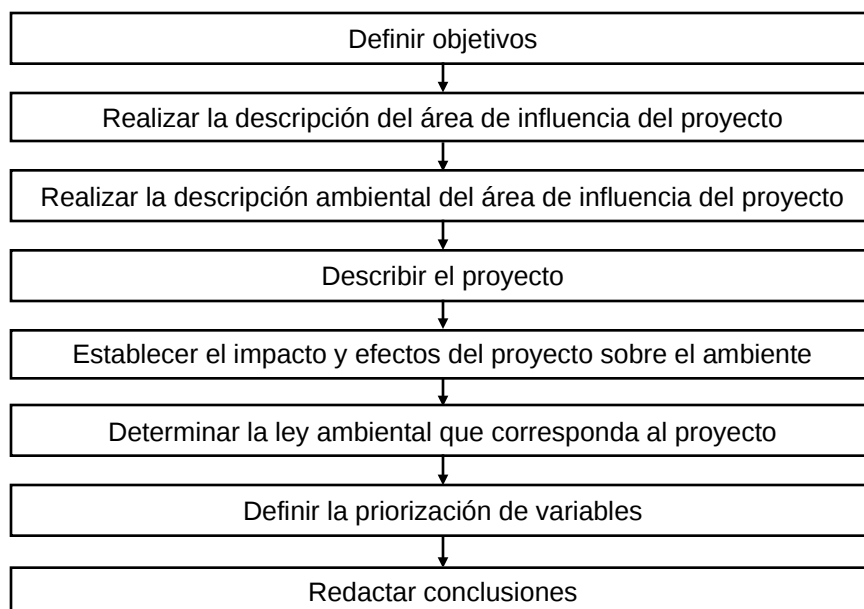 Definir objetivos
Realizar la descripción del área de influencia del proyecto
Realizar la descripción ambiental del área de influencia del proyecto
Describir el proyecto
Establecer el impacto y efectos del proyecto sobre el ambiente
Determinar la ley ambiental que corresponda al proyecto
Definir la priorización de variables
Redactar conclusiones